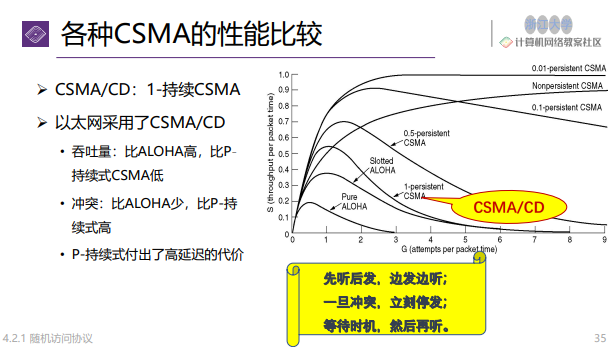 各种CSMA的性能比较
浙江大学
计算机网络教案社区
➢ CSMA/CD：1-持续CSMA
➢ 以太网采用了CSMA/CD
• 吞吐量：比ALOHA高，比P-
持续式CSMA低
• 冲突：比ALOHA少，比P-持
续式高
• P-持续式付出了高延迟的代价
S (throughput per packet time)
1.0
0.9
0.8
0.7
0.6
0.5
0.4
0.3
0.2
0.1
0
0.01-persistent CSMA
Nonpersistent CSMA
0.1-persistent CSMA
0.5-persistent
CSMA
Slotted
ALOHA
Pure
ALOHA
1-persistent
CSMA
CSMA/CD
0 1 2 3 4 5 6 7 8 9
G (attempts per packet time)
先听后发，边发边听；
一旦冲突，立刻停发；
等待时机，然后再听。
4.2.1 随机访问协议
35